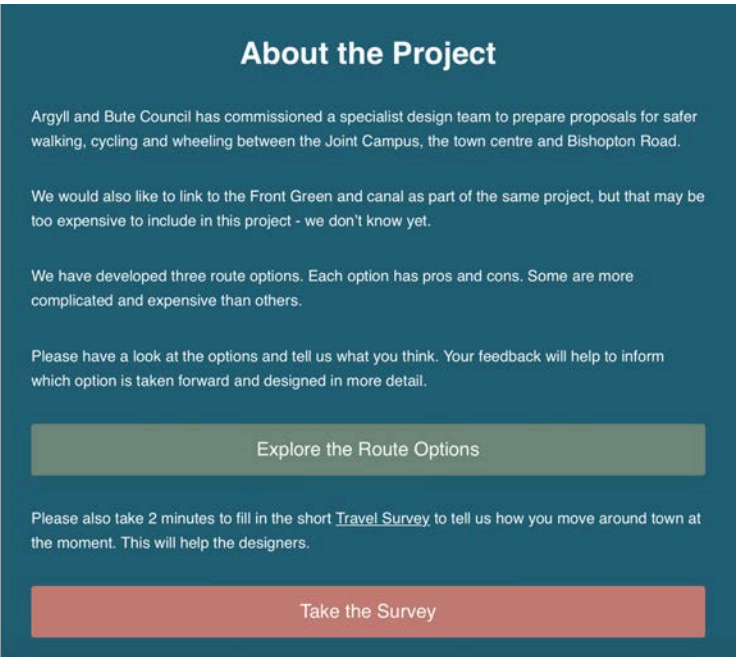 About the Project
Argyll and Bute Council has commissioned a specialist design team to prepare proposals for safer
walking, cycling and wheeling between the Joint Campus, the town centre and Bishopton Road.
We would also like to link to the Front Green and canal as part of the same project, but that may be
too expensive to include in this project - we don't know yet.
We have developed three route options. Each option has pros and cons. Some are more
complicated and expensive than others.
Please have a look at the options and tell us what you think. Your feedback will help to inform
which option is taken forward and designed in more detail.
Explore the Route Options
Please also take 2 minutes to fill in the short Travel Survey to tell us how you move around town at
the moment. This will help the designers.
Take the Survey